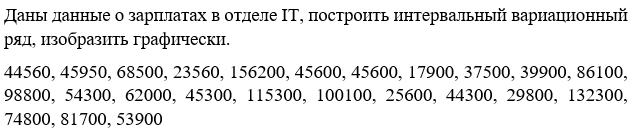 Даны данные о зарплатах в отделе IT, построить интервальный вариационный
ряд, изобразить графически.
44560, 45950, 68500, 23560, 156200, 45600, 45600, 17900, 37500, 39900, 86100,
98800, 54300, 62000, 45300, 115300, 100100, 25600, 44300, 29800, 132300,
74800, 81700, 53900